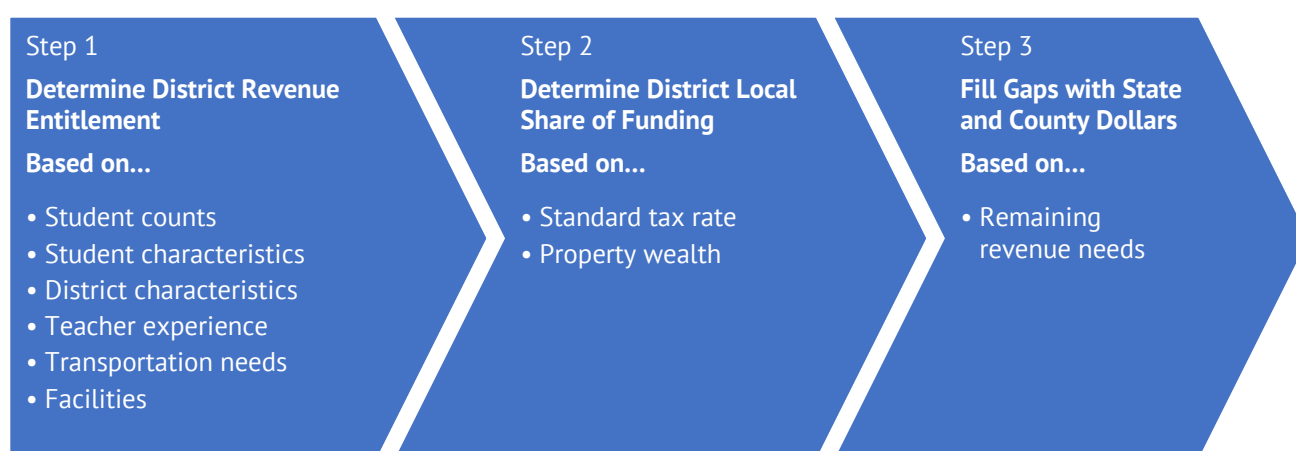 Step 1
Determine District Revenue
Entitlement
Based on...
• Student counts
• Student characteristics
• District characteristics
• Teacher experience
• Transportation needs
• Facilities
Step 2
Determine District Local
Share of Funding
Based on...
• Standard tax rate
• Property wealth
Step 3
Fill Gaps with State
and County Dollars
Based on...
• Remaining
revenue needs